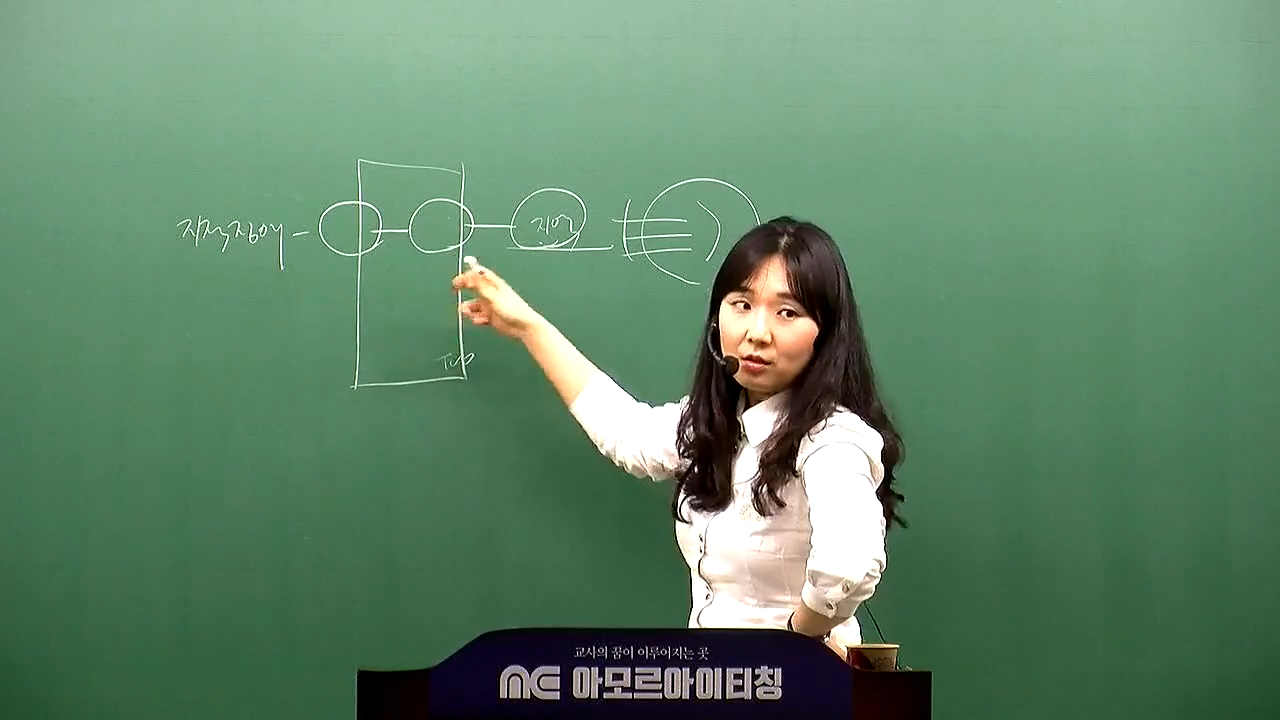 지적장애
지원
교사의 꿈이 이루어지는 곳
아모르아이티칭